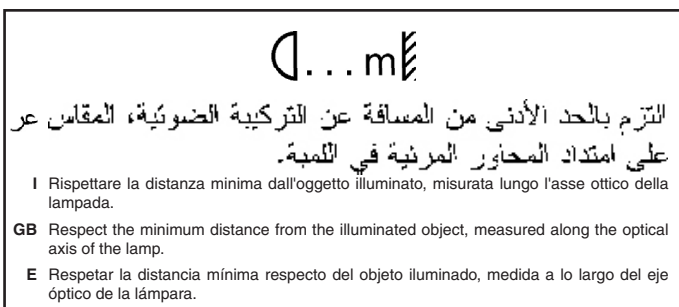 ...m
التزم بالحد الأدنى من المسافة عن التركيبة الضوئية، المقاس عر
على امتداد المحاور المرئية في اللمبة.
I Rispettare la distanza minima dall'oggetto illuminato, misurata lungo l'asse ottico della
lampada.
GB Respect the minimum distance from the illuminated object, measured along the optical
axis of the lamp.
E Respetar la distancia mínima respecto del objeto iluminado, medida a lo largo del eje
óptico de la lámpara.